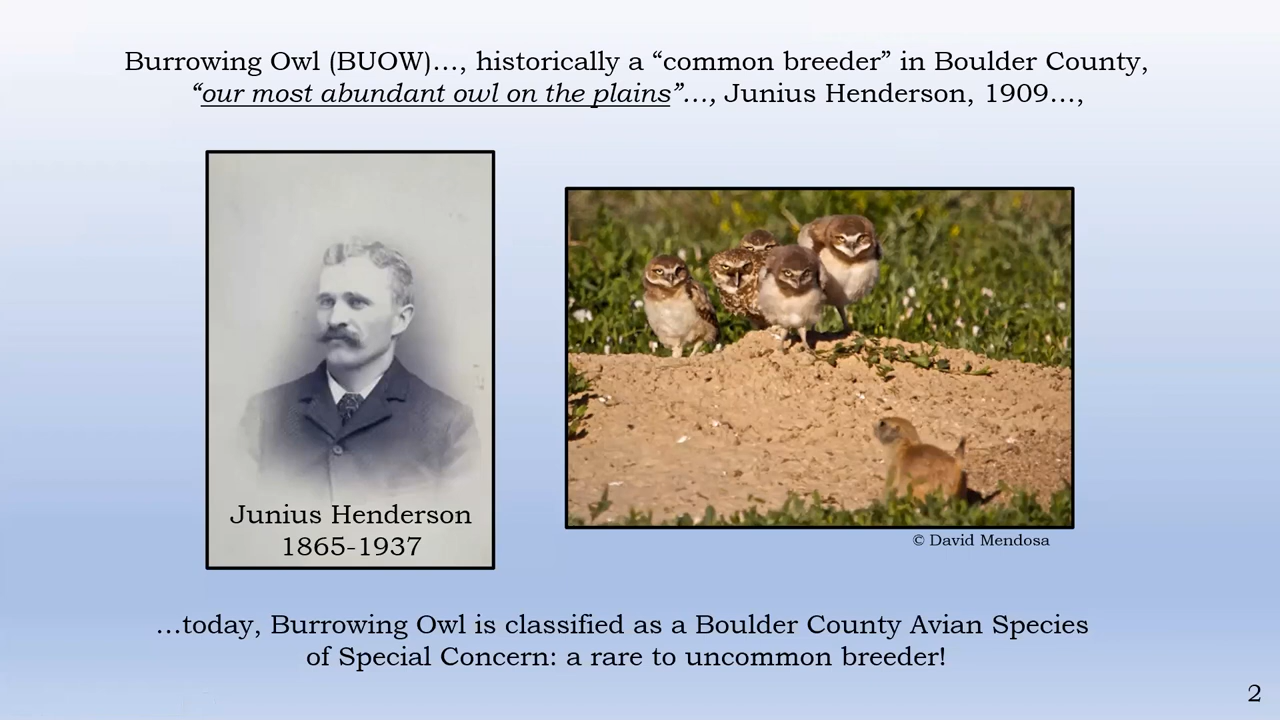 Burrowing Owl (BUOW)…, historically a “common breeder” in Boulder County,
“our most abundant owl on the plains”…, Junius Henderson, 1909…,
Junius Henderson
1865-1937
© David Mendosa
…today, Burrowing Owl is classified as a Boulder County Avian Species
of Special Concern: a rare to uncommon breeder!
2